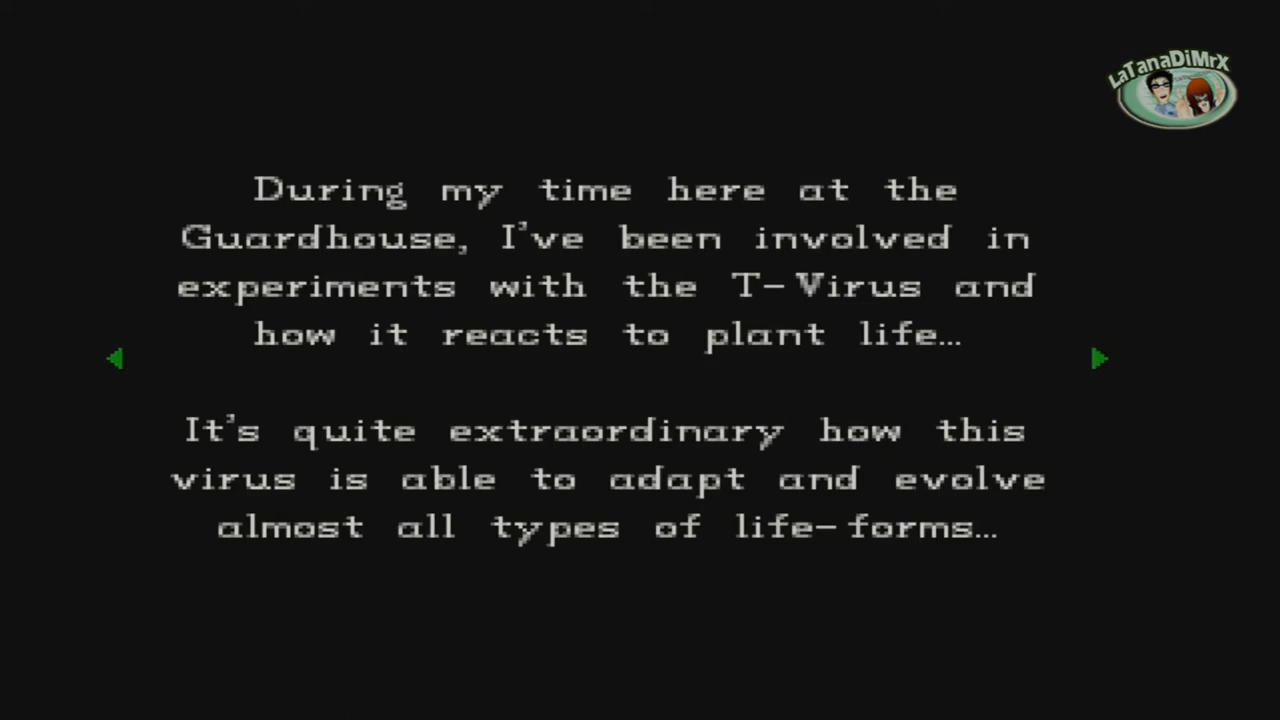 LaTanaDiMrX
During my time here at the
Guardhouse, I've been involved in
experiments with the T-Virus and
how it reacts to plant life…
It's quite extraordinary how this
virus is able to adapt and evolve
almost all types of life-forms…